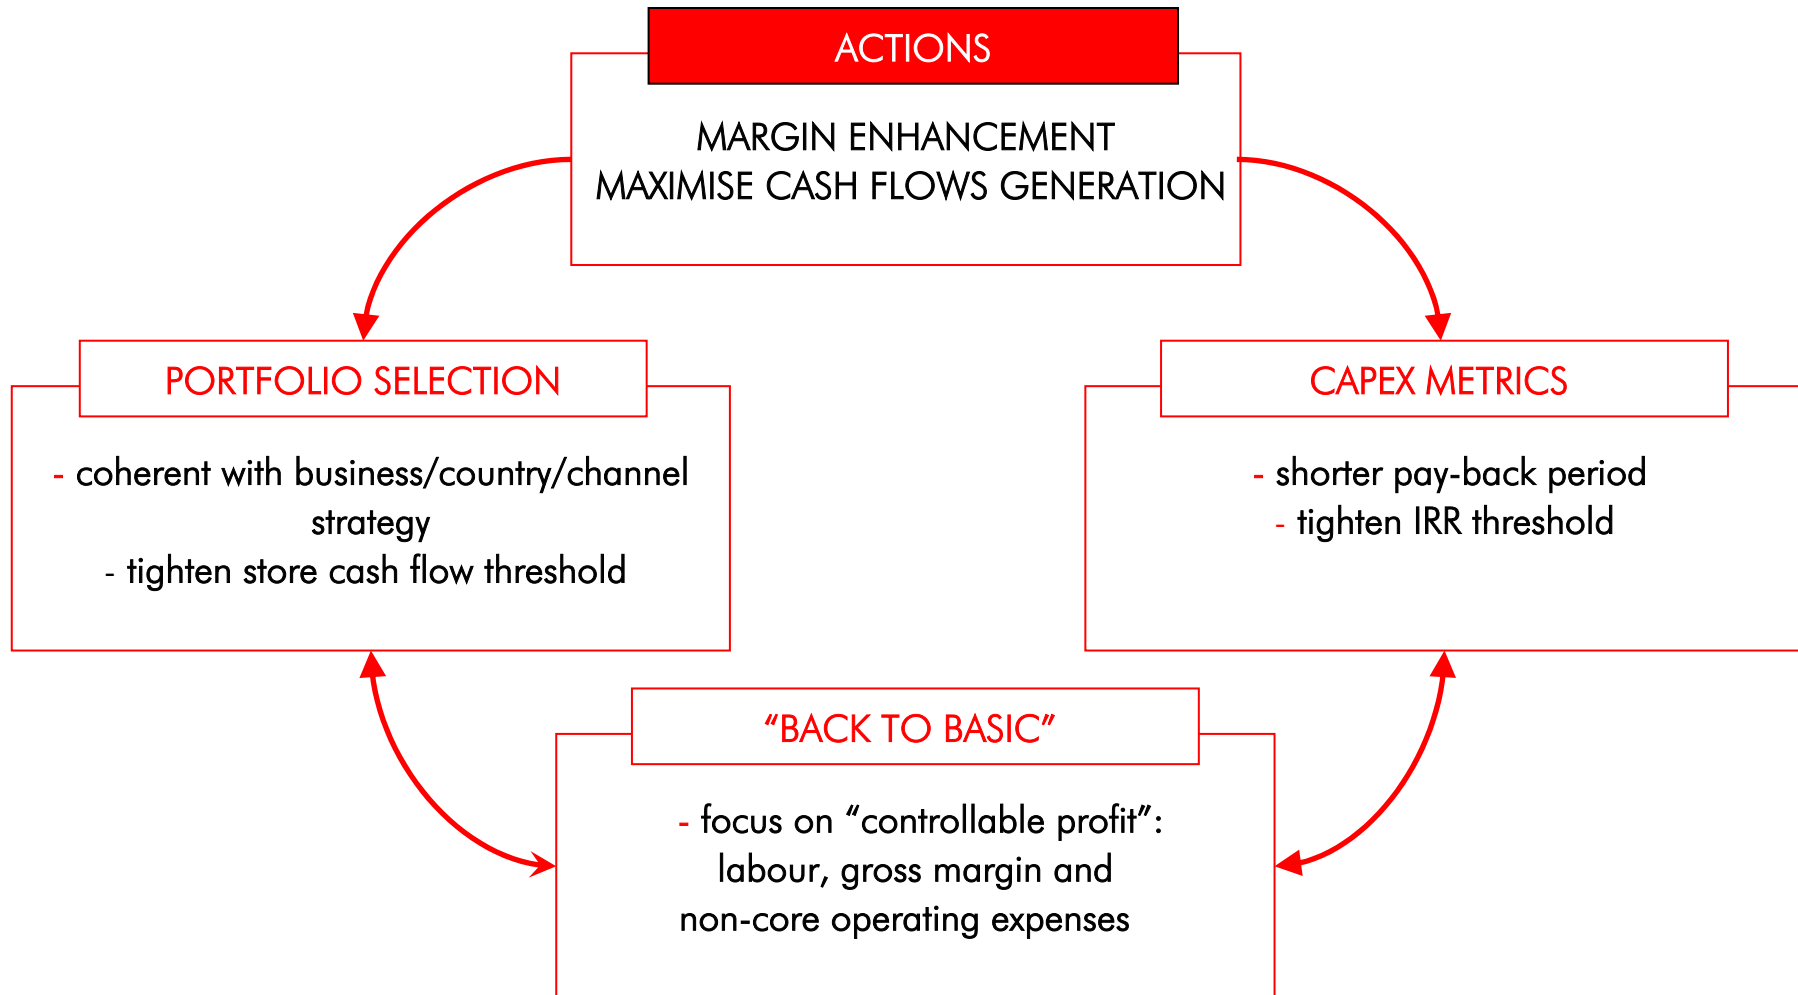 ACTIONS
MARGIN ENHANCEMENT
MAXIMISE CASH FLOWS GENERATION
PORTFOLIO SELECTION
- coherent with business/country/channel
strategy
- tighten store cash flow threshold
CAPEX METRICS
- shorter pay-back period
- tighten IRR threshold
“BACK TO BASIC”
- focus on “controllable profit”:
labour, gross margin and
non-core operating expenses